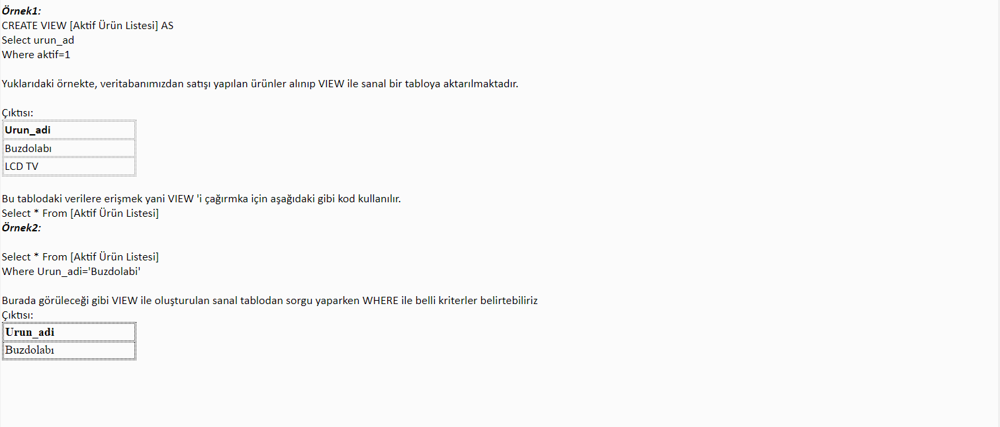 Örnek1:
CREATE VIEW [Aktif Ürün Listesi] AS
Select urun_ad
Where aktif=1
Yuklarıdaki örnekte, veritabanımızdan satışı yapılan ürünler alınıp VIEW ile sanal bir tabloya aktarılmaktadır.
Çıktısı:
Urun_adi
Buzdolabı
LCD TV
Bu tablodaki verilere erişmek yani VIEW 'i çağırmka için aşağıdaki gibi kod kullanılır.
Select * From [Aktif Ürün Listesi]
Örnek2:
Select * From [Aktif Ürün Listesi]
Where Urun_adi='Buzdolabi'
Burada görüleceği gibi VIEW ile oluşturulan sanal tablodan sorgu yaparken WHERE ile belli kriterler belirtebiliriz
Çıktısı:
Urun_adi
Buzdolabı